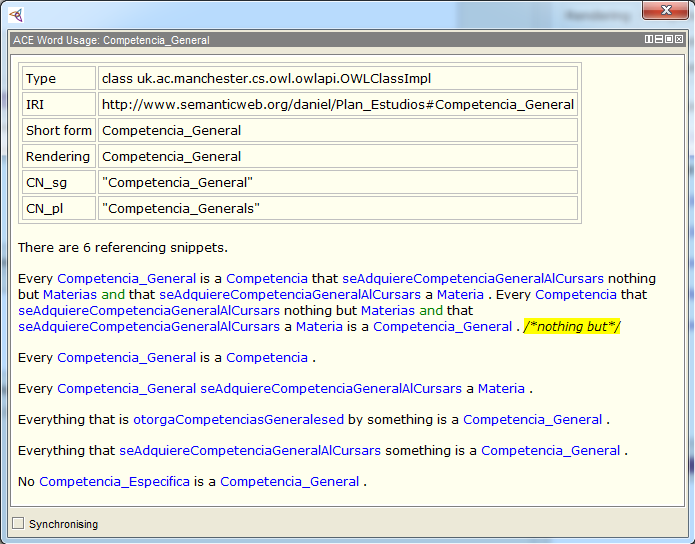 Rendering
ACE Word Usage: Competencia_General
Type class uk.ac.manchester.cs.owl.owlapi.OWLClassImpl
IRI http://www.semanticweb.org/daniel/Plan_Estudios#Competencia_General
Short form Competencia_General
Rendering Competencia_General
CN_sg "Competencia_General"
CN_pl "Competencia_Generals"
There are 6 referencing snippets.
Every Competencia_General is a Competencia that seAdquiereCompetenciaGeneralAlCursars nothing
but Materias and that seAdquiereCompetenciaGeneralAlCursars a Materia . Every Competencia that
seAdquiereCompetenciaGeneralAlCursars nothing but Materias and that
seAdquiereCompetenciaGeneralAlCursars a Materia is a Competencia_General . /*nothing but*/
Every Competencia_General is a Competencia .
Every Competencia_General seAdquiereCompetenciaGeneralAlCursars a Materia .
Everything that is otorgaCompetenciasGeneralesed by something is a Competencia_General .
Everything that seAdquiereCompetenciaGeneralAlCursars something is a Competencia_General .
No Competencia_Especifica is a Competencia_General .
Synchronising